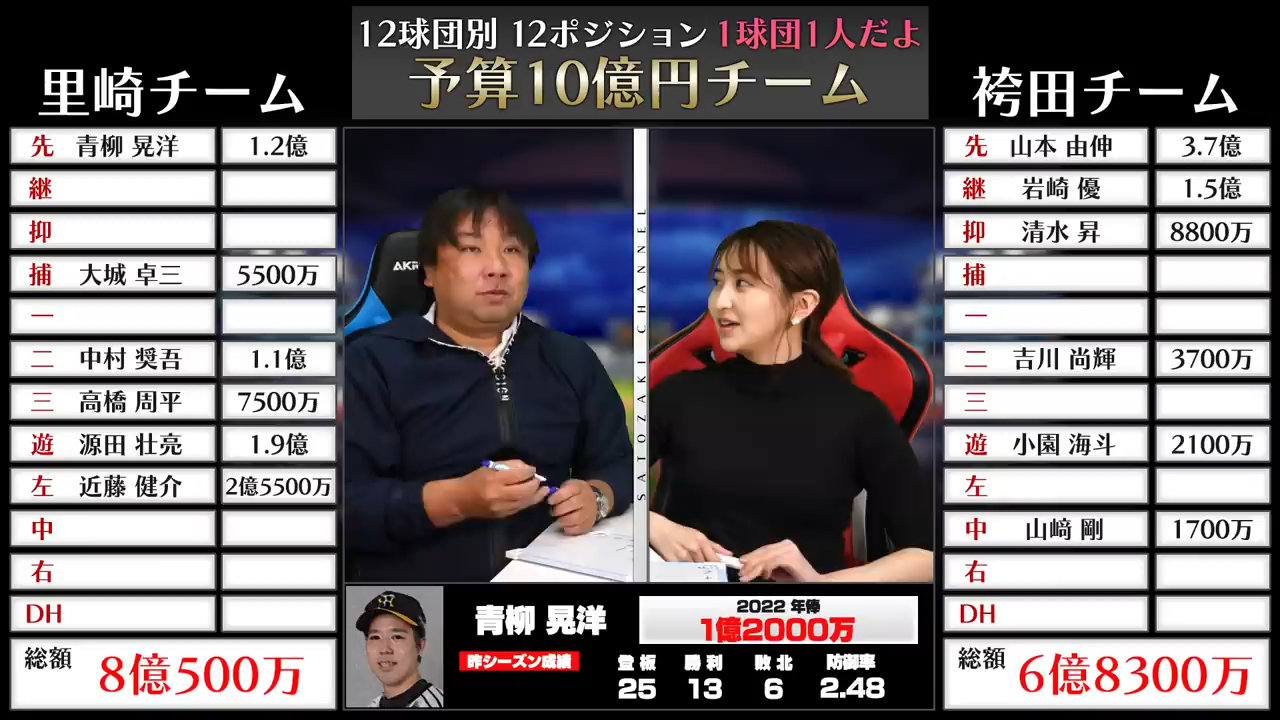 12球団別 12ポジション 1球団1人だよ
予算10億円チーム
里崎チーム
先 青柳 晃洋 1.2億
継
抑
捕 大城 卓三 5500万
一
二 中村 奨吾 1.1億
三 高橋 周平 7500万
遊 源田 壮亮 1.9億
左 近藤 健介 2億5500万
中
右
DH
総額 8億500万
AKR
SATOZAKI CHANNEL
袴田チーム
先 山本 由伸 3.7億
継 岩崎 優 1.5億
抑 清水 昇 8800万
捕
一
二 吉川 尚輝 3700万
三
遊 小園 海斗 2100万
左
中 山﨑 剛 1700万
右
DH
総額 6億8300万
青柳 晃洋
2022 年俸
1億2000万
昨シーズン成績
登板 勝利 敗北 防御率
25 13 6 2.48